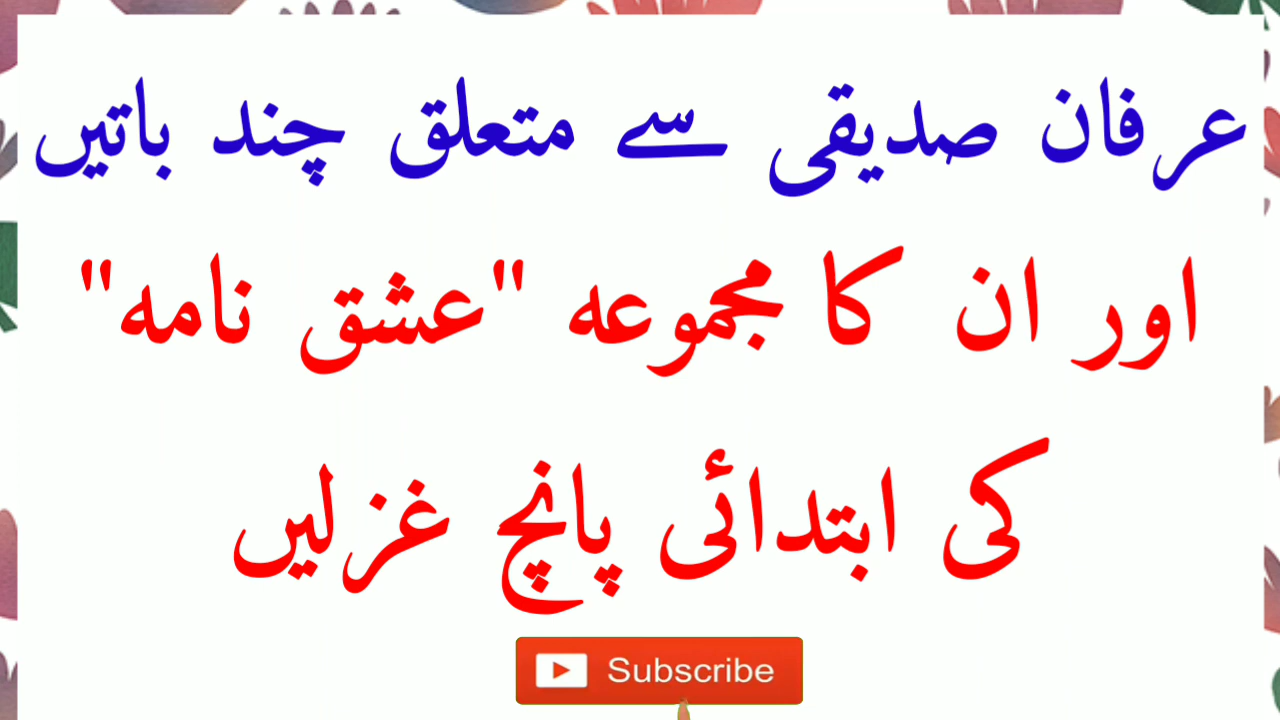 عرفان صدیقی سے متعلق چند باتیں
اور ان کا مجموعہ "عشق نامہ"
کی ابتدائی پانچ غزلیں
Subscribe